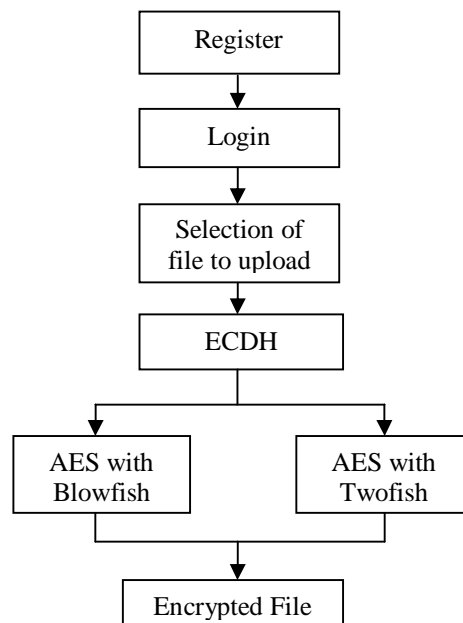 Register
Login
Selection of
file to upload
ECDH
AES with
Blowfish
AES with
Twofish
Encrypted File